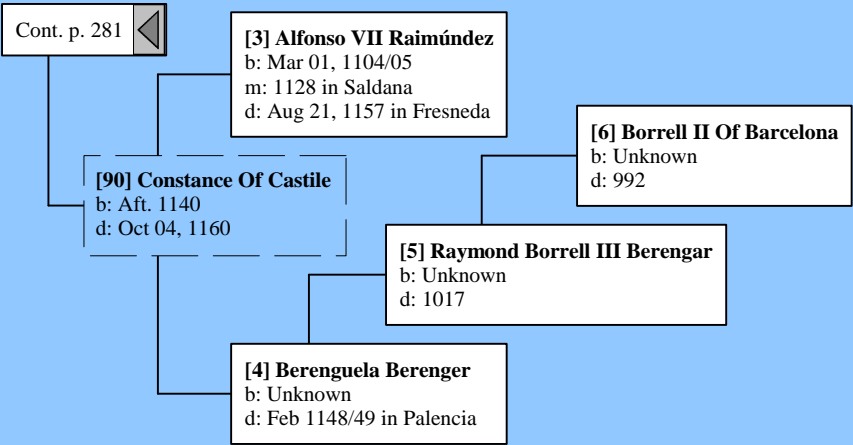 Cont. p. 281
[3] Alfonso VII Raimúndez
b: Mar 01, 1104/05
m: 1128 in Saldana
d: Aug 21, 1157 in Fresneda
[6] Borrell II Of Barcelona
b: Unknown
d: 992
[90] Constance Of Castile
b: Aft. 1140
d: Oct 04, 1160
[5] Raymond Borrell III Berengar
b: Unknown
d: 1017
[4] Berenguela Berenger
b: Unknown
d: Feb 1148/49 in Palencia